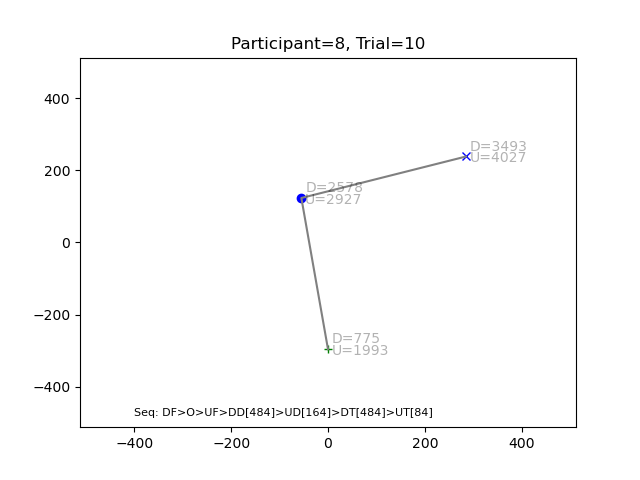 Participant=8, Trial=10
400
200
0
−200
−400
D=3493
U=4027
D=2578
U=2927
D=775
U=1993
Seq: DF>O>UF>DD[484]>UD[164]>DT[484]>UT[84]
−400
−200
0
200
400